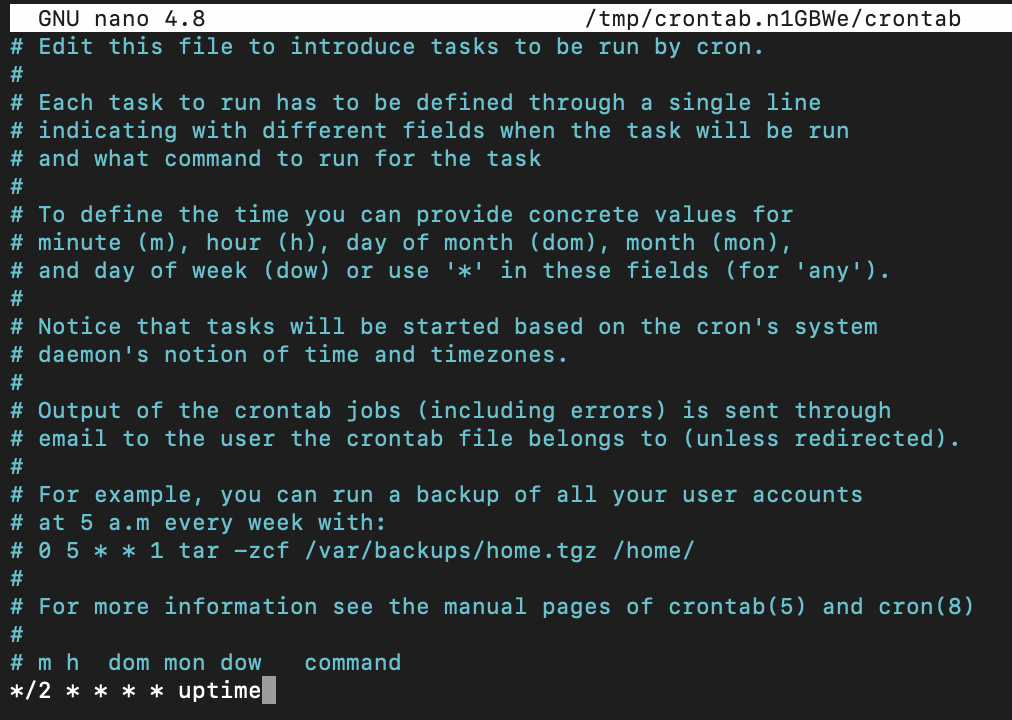 GNU nano 4.8 /tmp/crontab.n1GBWe/crontab
# Edit this file to introduce tasks to be run by cron.
#
# Each task to run has to be defined through a single line
# indicating with different fields when the task will be run
# and what command to run for the task
#
# To define the time you can provide concrete values for
# minute (m), hour (h), day of month (dom), month (mon),
# and day of week (dow) or use '*' in these fields (for 'any').
#
# Notice that tasks will be started based on the cron's system
# daemon's notion of time and timezones.
#
# Output of the crontab jobs (including errors) is sent through
# email to the user the crontab file belongs to (unless redirected).
#
# For example, you can run a backup of all your user accounts
# at 5 a.m every week with:
# 0 5 * * 1 tar -zcf /var/backups/home.tgz /home/
#
# For more information see the manual pages of crontab(5) and cron(8)
#
# m h  dom mon dow   command
*/2 * * * * uptime